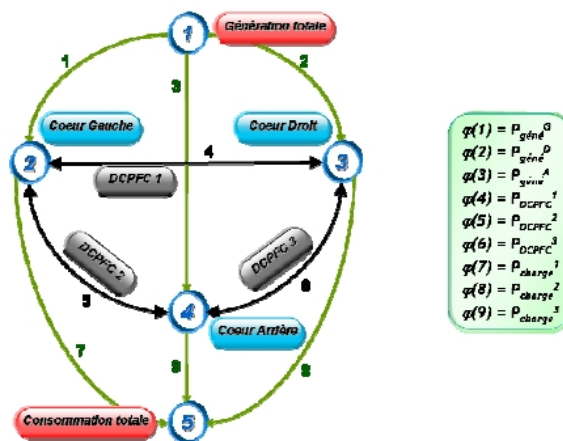 1
Génération totale
1
3
2
Coeur Gauche
Coeur Droit
2
4
3
DCPFC 1
DCPFC 2
DCPFC 3
5
6
4
Coeur Arrière
7
9
8
Consommation totale
5
φ(1) = P_géné^G
φ(2) = P_géné^D
φ(3) = P_géné^A
φ(4) = P_DCPFC^1
φ(5) = P_DCPFC^2
φ(6) = P_DCPFC^3
φ(7) = P_charge^1
φ(8) = P_charge^2
φ(9) = P_charge^3